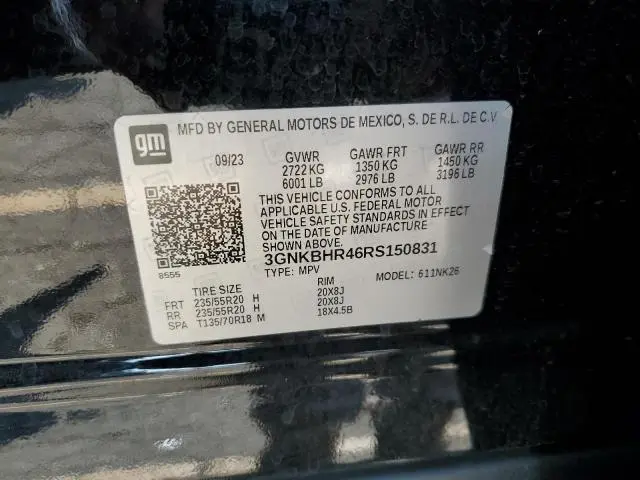 gm
MFD BY GENERAL MOTORS DE MEXICO, S. DE R.L. DE C.V
09/23 GVWR GAWR FRT GAWR RR
2722 KG 1350 KG 1450 KG
6001 LB 2976 LB 3196 LB
THIS VEHICLE CONFORMS TO ALL
APPLICABLE U.S. FEDERAL MOTOR
VEHICLE SAFETY STANDARDS IN EFFECT
ON THE DATE OF MANUFACTURE
SHOWN ABOVE.
3GNKBHR46RS150831
8555
TYPE: MPV MODEL: 611NK26
TIRE SIZE RIM
FRT 235/55R20 H 20X8J
RR 235/55R20 H 20X8J
SPA T135/70R18 M 18X4.5B